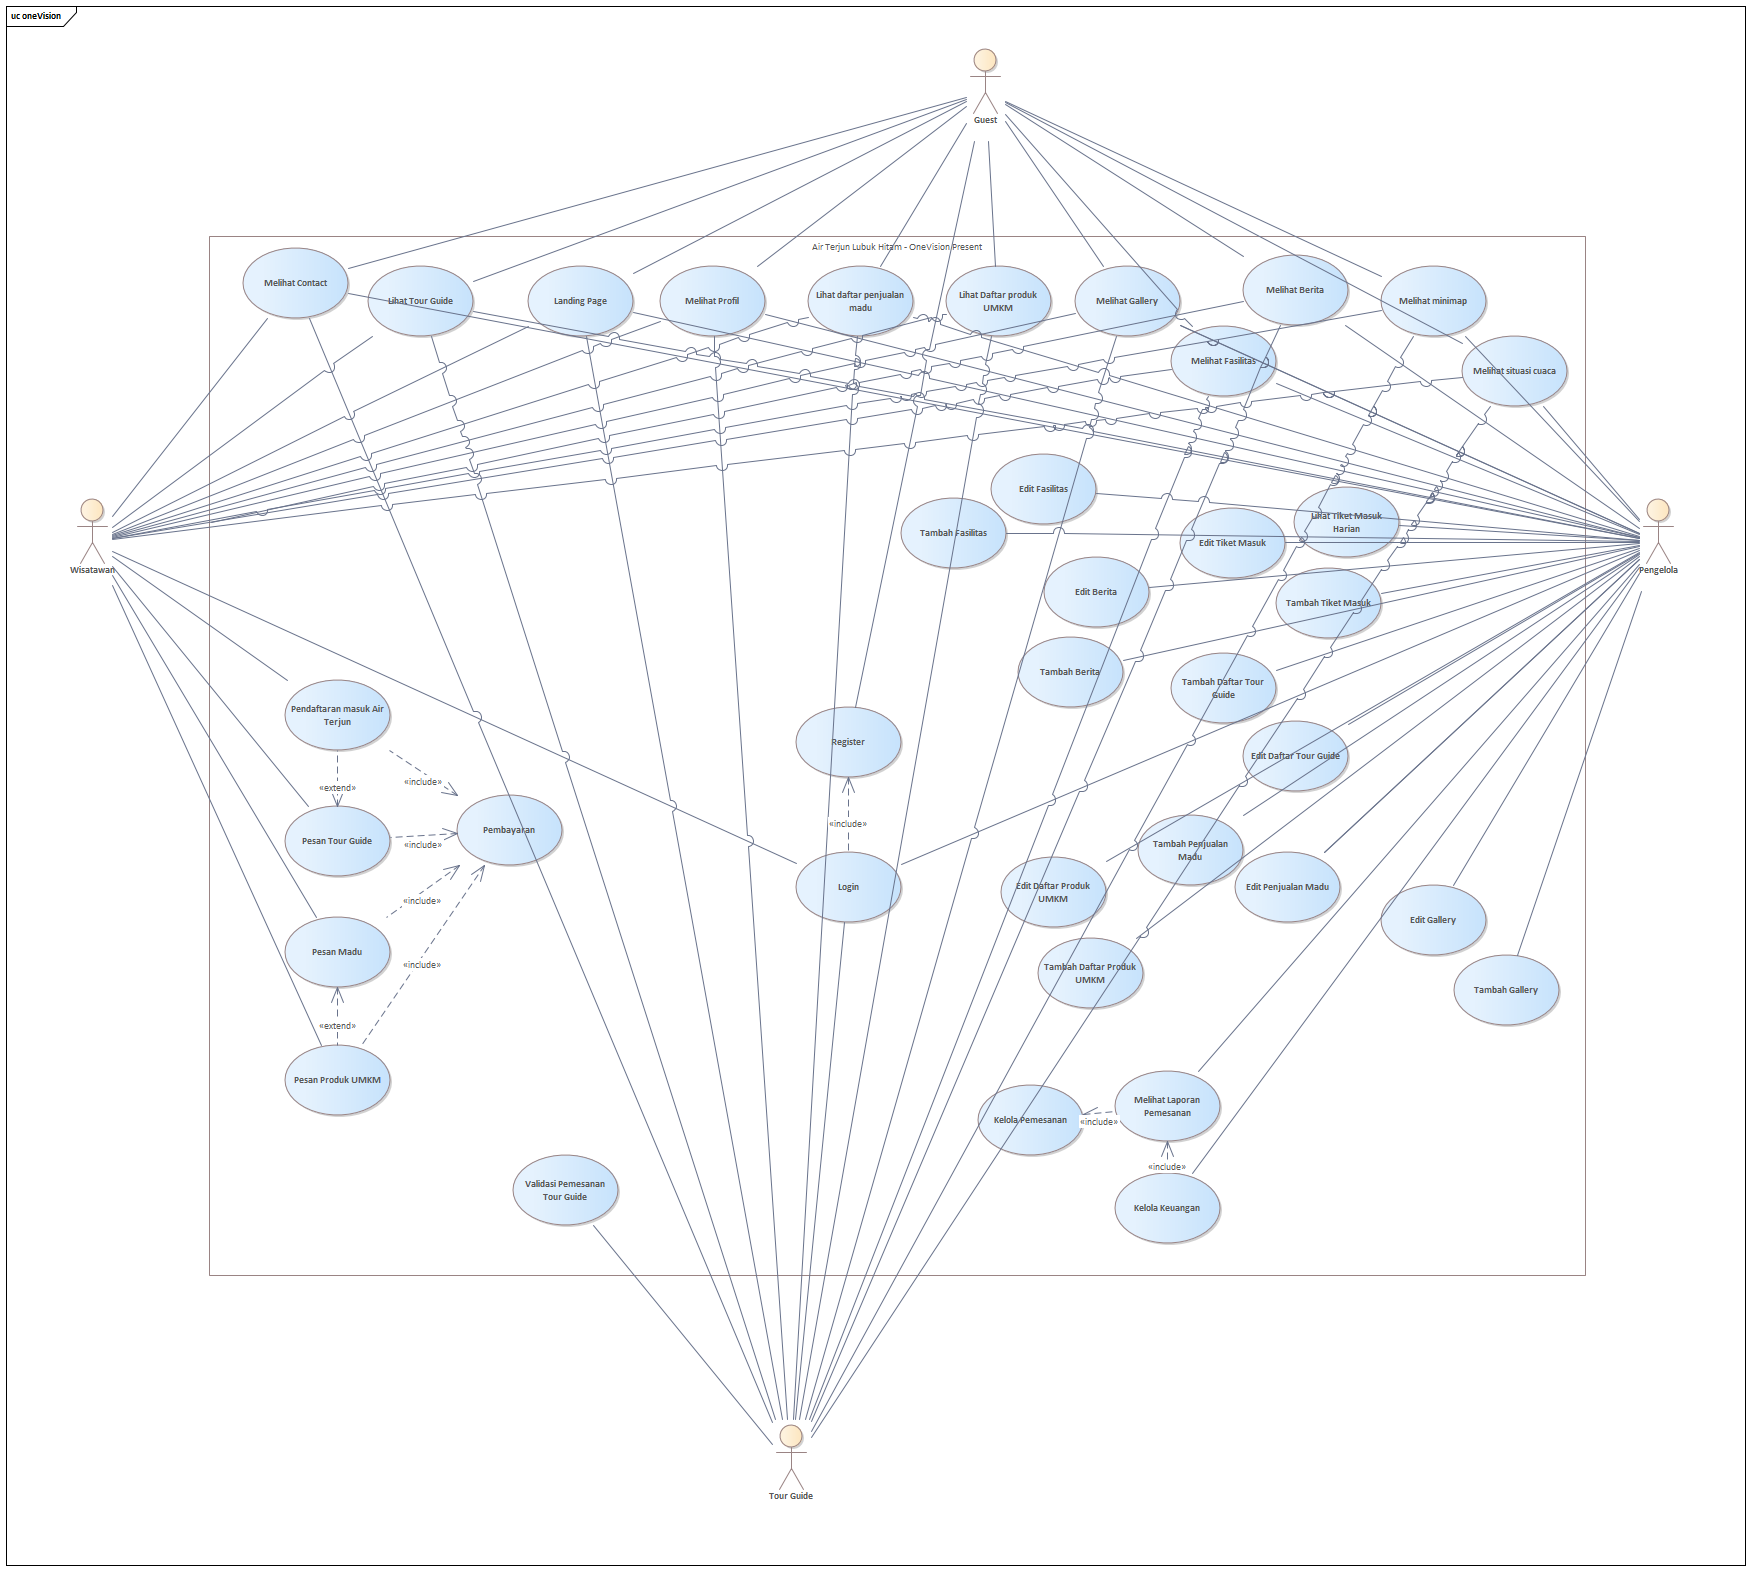 uc oneVision
Guest
Air Terjun Lubuk Hitam - OneVision Present
Melihat Contact
Lihat Tour Guide
Landing Page
Melihat Profil
Lihat daftar penjualan
madu
Lihat Daftar produk
UMKM
Melihat Gallery
Melihat Berita
Melihat minimap
Melihat Fasilitas
Melihat situasi cuaca
Wisatawan
Pengelola
Edit Fasilitas
Tambah Fasilitas
Lihat Tiket Masuk
Harian
Edit Tiket Masuk
Edit Berita
Tambah Tiket Masuk
Tambah Berita
Tambah Daftar Tour
Guide
Pendaftaran masuk Air
Terjun
Register
Edit Daftar Tour Guide
«include»
«extend»
Pesan Tour Guide
«include»
Pembayaran
«include»
Login
Tambah Penjualan
Madu
Edit Daftar Produk
UMKM
Edit Penjualan Madu
«include»
Edit Gallery
Pesan Madu
«include»
Tambah Daftar Produk
UMKM
Tambah Gallery
«extend»
Pesan Produk UMKM
Kelola Pemesanan
«include»
Melihat Laporan
Pemesanan
«include»
Validasi Pemesanan
Tour Guide
Kelola Keuangan
Tour Guide